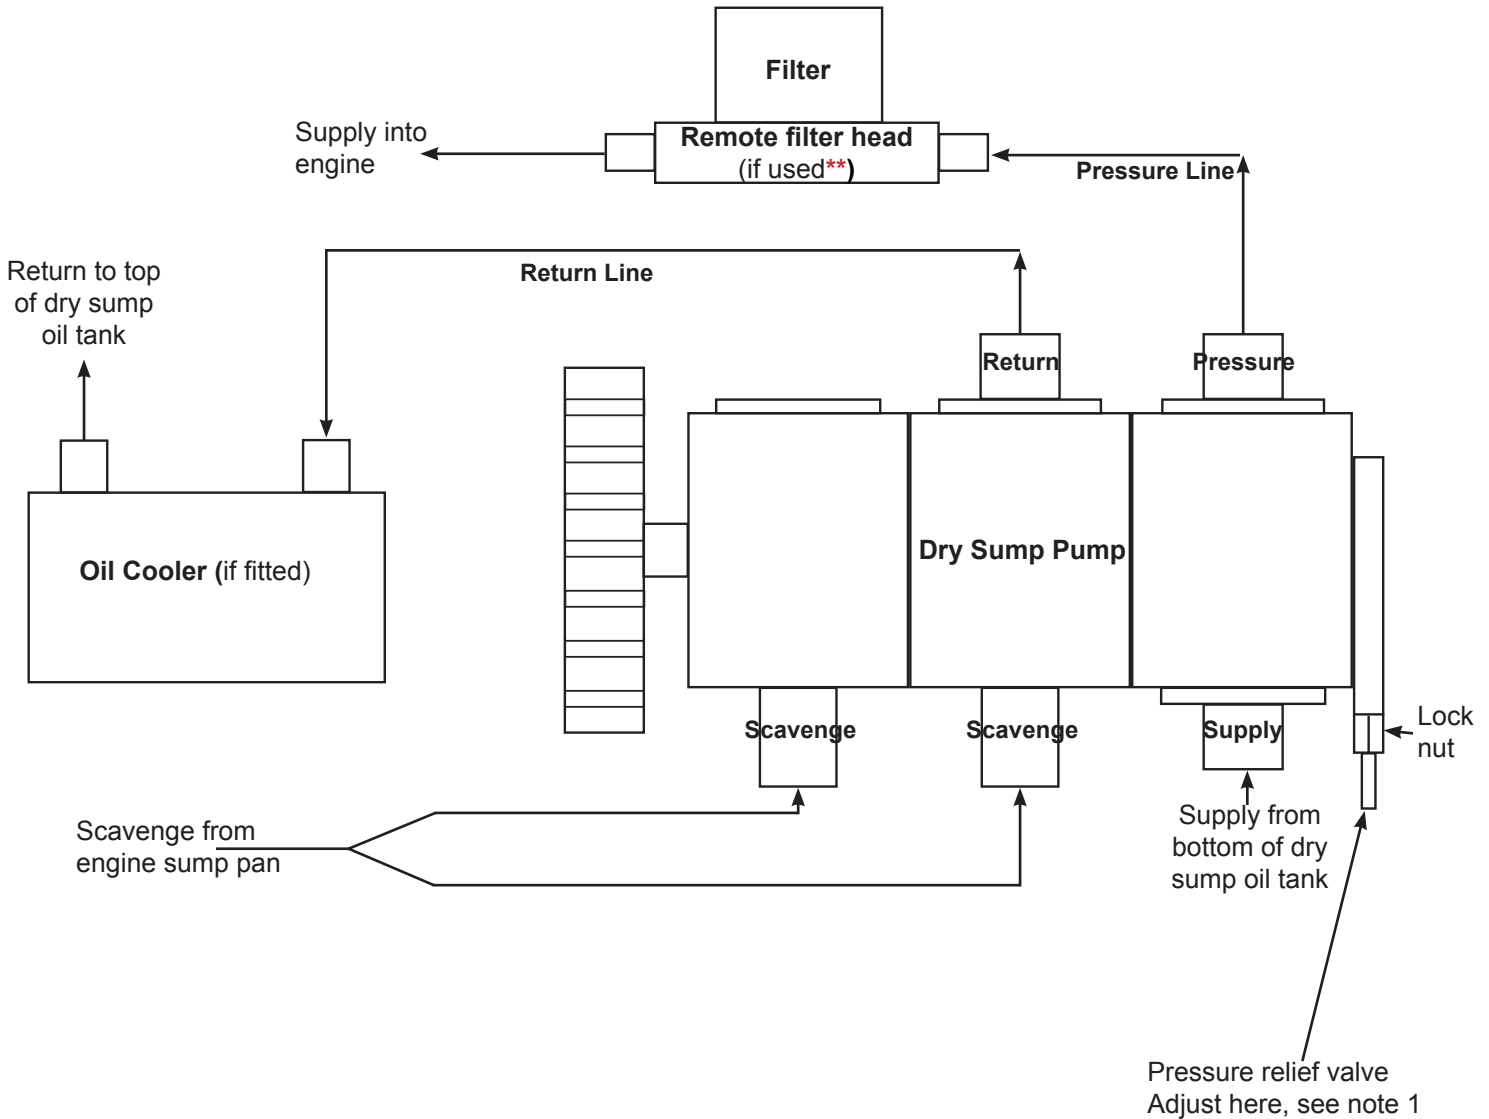 Filter
Supply into
engine
Remote filter head
(if used**)
Pressure Line
Return to top
of dry sump
oil tank
Return Line
Return
Pressure
Oil Cooler (if fitted)
Dry Sump Pump
Scavenge
Scavenge
Supply
Lock
nut
Scavenge from
engine sump pan
Supply from
bottom of dry
sump oil tank
Pressure relief valve
Adjust here, see note 1